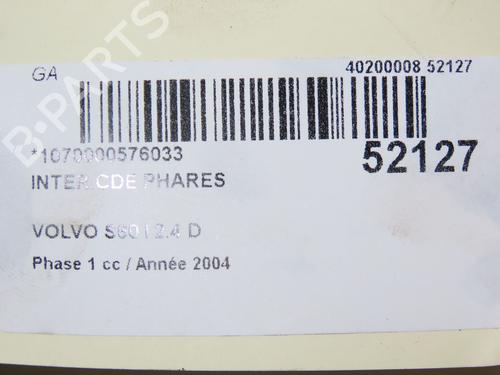 GA
40200008 52127
*1070000576033
52127
INTER CDE PHARES
VOLVO S60 I 2.4 D
Phase 1 cc / Année 2004
B-PARTS